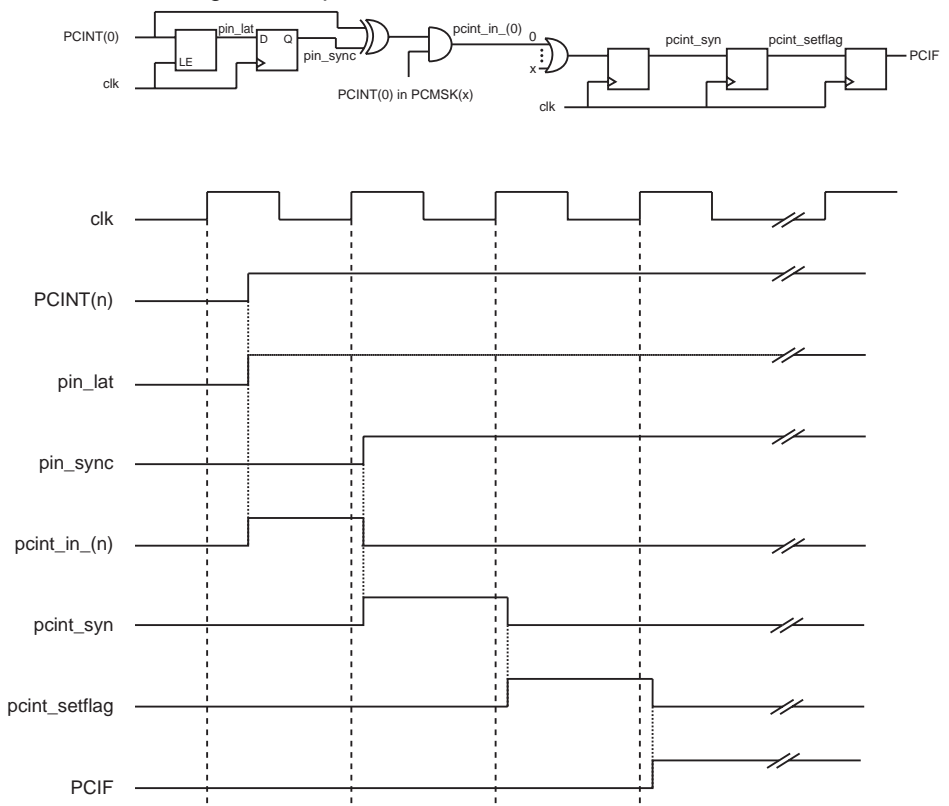 PCINT(0)
clk
pin_lat
LE
D Q
pin_sync
pcint_in_(0)
PCINT(0) in PCMSK(x)
0
x
clk
pcint_syn
pcint_setflag
PCIF
clk
PCINT(n)
pin_lat
pin_sync
pcint_in_(n)
pcint_syn
pcint_setflag
PCIF